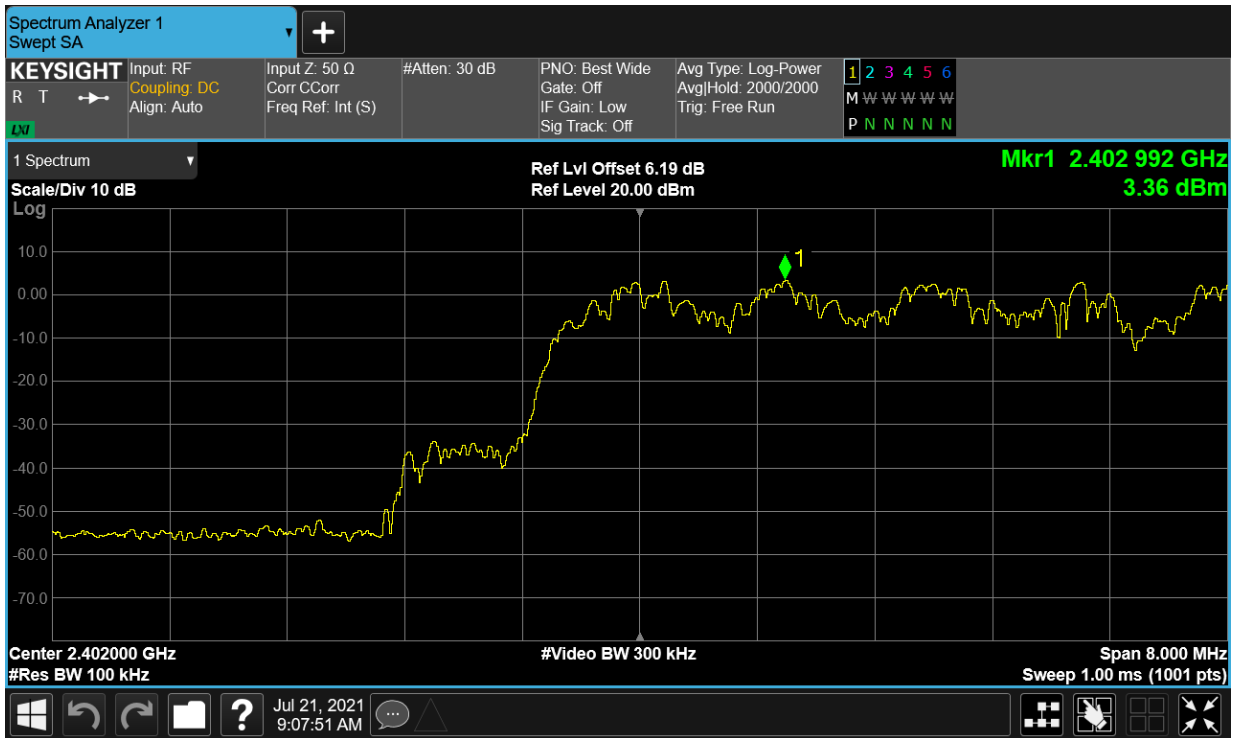 Spectrum Analyzer 1
Swept SA
▼
+
KEYSIGHT
R T
LXI
Input: RF
Coupling: DC
Align: Auto
Input Z: 50 Ω
Corr CCorr
Freq Ref: Int (S)
#Atten: 30 dB
PNO: Best Wide
Gate: Off
IF Gain: Low
Sig Track: Off
Avg Type: Log-Power
Avg|Hold: 2000/2000
Trig: Free Run
1 2 3 4 5 6
M W W W W W
P N N N N N
1 Spectrum ▼
Scale/Div 10 dB
Log
Ref Lvl Offset 6.19 dB
Ref Level 20.00 dBm
Mkr1 2.402 992 GHz
3.36 dBm
1
10.0
0.00
-10.0
-20.0
-30.0
-40.0
-50.0
-60.0
-70.0
Center 2.402000 GHz
#Res BW 100 kHz
#Video BW 300 kHz
Span 8.000 MHz
Sweep 1.00 ms (1001 pts)
?
Jul 21, 2021
9:07:51 AM